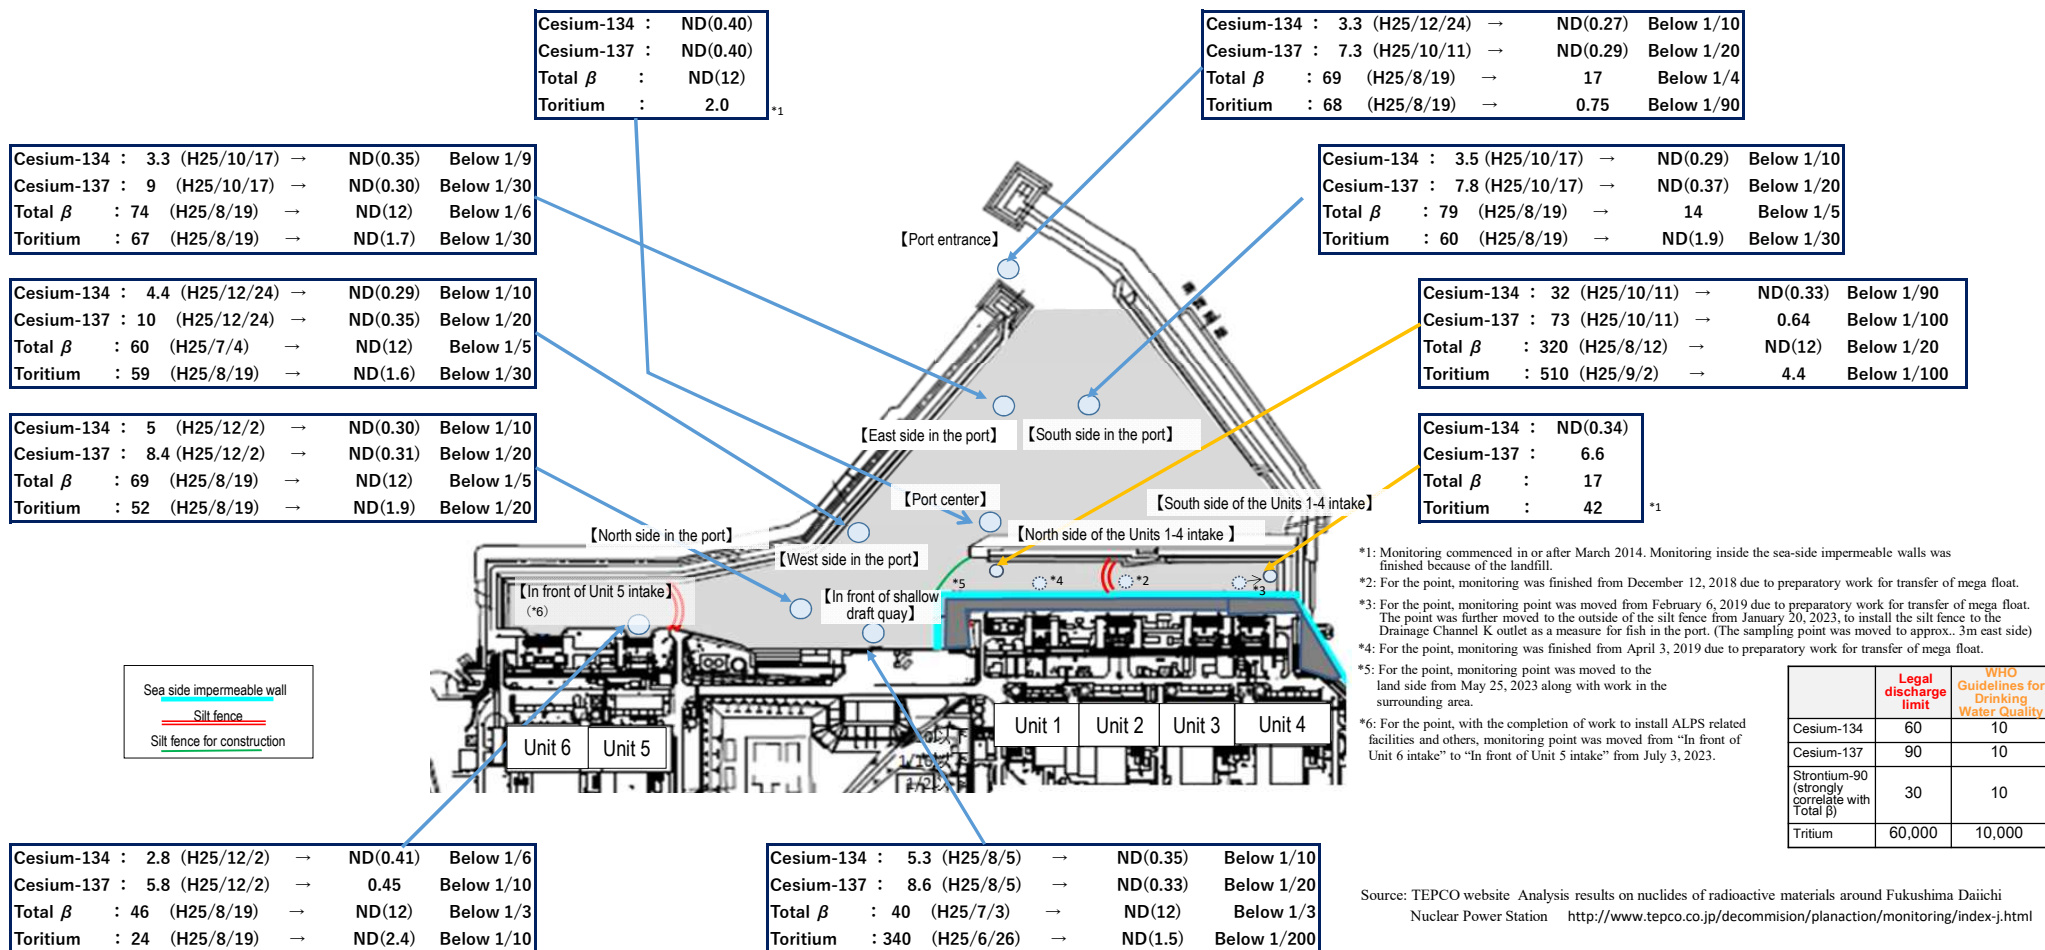 Cesium-134 : ND(0.40)
Cesium-137 : ND(0.40)
Total β : ND(12)
Toritium : 2.0
*1
Cesium-134 : 3.3 (H25/12/24) → ND(0.27) Below 1/10
Cesium-137 : 7.3 (H25/10/11) → ND(0.29) Below 1/20
Total β : 69 (H25/8/19) → 17 Below 1/4
Toritium : 68 (H25/8/19) → 0.75 Below 1/90
Cesium-134 : 3.3 (H25/10/17) → ND(0.35) Below 1/9
Cesium-137 : 9 (H25/10/17) → ND(0.30) Below 1/30
Total β : 74 (H25/8/19) → ND(12) Below 1/6
Toritium : 67 (H25/8/19) → ND(1.7) Below 1/30
Cesium-134 : 3.5 (H25/10/17) → ND(0.29) Below 1/10
Cesium-137 : 7.8 (H25/10/17) → ND(0.37) Below 1/20
Total β : 79 (H25/8/19) → 14 Below 1/5
Toritium : 60 (H25/8/19) → ND(1.9) Below 1/30
Cesium-134 : 4.4 (H25/12/24) → ND(0.29) Below 1/10
Cesium-137 : 10 (H25/12/24) → ND(0.35) Below 1/20
Total β : 60 (H25/7/4) → ND(12) Below 1/5
Toritium : 59 (H25/8/19) → ND(1.6) Below 1/30
Cesium-134 : 32 (H25/10/11) → ND(0.33) Below 1/90
Cesium-137 : 73 (H25/10/11) → 0.64 Below 1/100
Total β : 320 (H25/8/12) → ND(12) Below 1/20
Toritium : 510 (H25/9/2) → 4.4 Below 1/100
Cesium-134 : 5 (H25/12/2) → ND(0.30) Below 1/10
Cesium-137 : 8.4 (H25/12/2) → ND(0.31) Below 1/20
Total β : 69 (H25/8/19) → ND(12) Below 1/5
Toritium : 52 (H25/8/19) → ND(1.9) Below 1/20
Cesium-134 : ND(0.34)
Cesium-137 : 6.6
Total β : 17
Toritium : 42
*1
【Port entrance】
【East side in the port】
【South side in the port】
【Port center】
【South side of the Units 1-4 intake】
【North side in the port】
【North side of the Units 1-4 intake 】
【West side in the port】
【In front of Unit 5 intake】
(*6)
【In front of shallow
draft quay】
*5
*4
*2
*3
Unit 6
Unit 5
Unit 1
Unit 2
Unit 3
Unit 4
以下
1/1
以下
1/2
Sea side impermeable wall
Silt fence
Silt fence for construction
*1: Monitoring commenced in or after March 2014. Monitoring inside the sea-side impermeable walls was
finished because of the landfill.
*2: For the point, monitoring was finished from December 12, 2018 due to preparatory work for transfer of mega float.
*3: For the point, monitoring point was moved from February 6, 2019 due to preparatory work for transfer of mega float.
The point was further moved to the outside of the silt fence from January 20, 2023, to install the silt fence to the
Drainage Channel K outlet as a measure for fish in the port. (The sampling point was moved to approx.. 3m east side)
*4: For the point, monitoring was finished from April 3, 2019 due to preparatory work for transfer of mega float.
*5: For the point, monitoring point was moved to the
land side from May 25, 2023 along with work in the
surrounding area.
*6: For the point, with the completion of work to install ALPS related
facilities and others, monitoring point was moved from “In front of
Unit 6 intake” to “In front of Unit 5 intake” from July 3, 2023.
Legal
discharge
limit
WHO
Guidelines for
Drinking
Water Quality
Cesium-134 60 10
Cesium-137 90 10
Strontium-90
(strongly
correlate with
Total β)
30 10
Tritium 60,000 10,000
Cesium-134 : 2.8 (H25/12/2) → ND(0.41) Below 1/6
Cesium-137 : 5.8 (H25/12/2) → 0.45 Below 1/10
Total β : 46 (H25/8/19) → ND(12) Below 1/3
Toritium : 24 (H25/8/19) → ND(2.4) Below 1/10
Cesium-134 : 5.3 (H25/8/5) → ND(0.35) Below 1/10
Cesium-137 : 8.6 (H25/8/5) → ND(0.33) Below 1/20
Total β : 40 (H25/7/3) → ND(12) Below 1/3
Toritium : 340 (H25/6/26) → ND(1.5) Below 1/200
Source: TEPCO website Analysis results on nuclides of radioactive materials around Fukushima Daiichi
Nuclear Power Station http://www.tepco.co.jp/decommision/planaction/monitoring/index-j.html